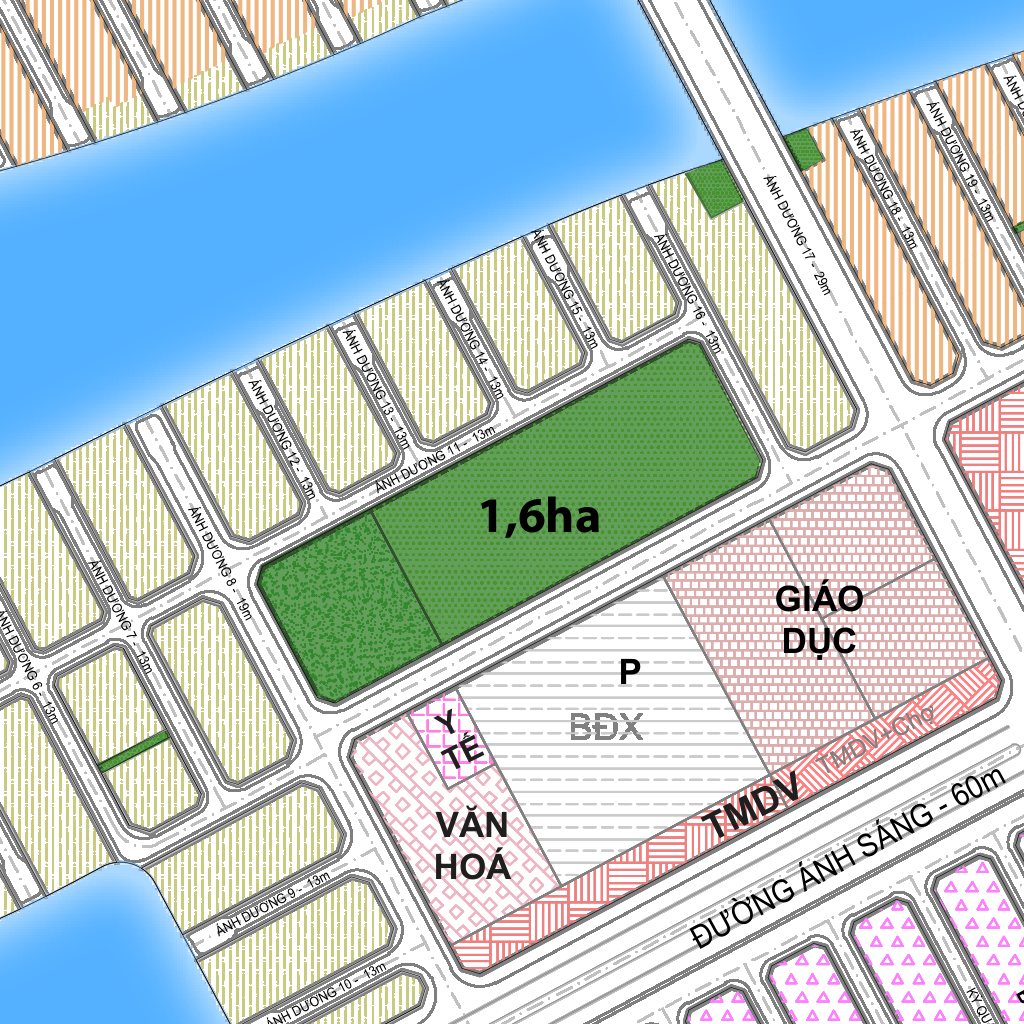 ÁNH DƯƠNG 19 - 13m
ÁNH DƯƠNG 18 - 13m
ÁNH DƯƠNG 17 - 29m
ÁNH DƯƠNG 16 - 13m
ÁNH DƯƠNG 15 - 13m
ÁNH DƯƠNG 14 - 13m
ÁNH DƯƠNG 13 - 13m
ÁNH DƯƠNG 12 - 13m
ÁNH DƯƠNG 11 - 13m
1,6ha
ÁNH DƯƠNG 8 - 19m
ÁNH DƯƠNG 7 - 13m
ÁNH DƯƠNG 6 - 13m
GIÁO
DỤC
P
BĐX
Y
TẾ
VĂN
HOÁ
TMDV+Chợ
TMDV
ĐƯỜNG ÁNH SÁNG - 60m
ÁNH DƯƠNG 9 - 13m
ÁNH DƯƠNG 10 - 13m